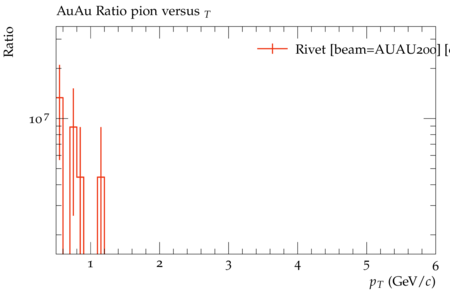 AuAu Ratio pion versus T
Ratio
Rivet [beam=AUAU200] [
10^7
1 2 3 4 5 6
p_T (GeV/c)